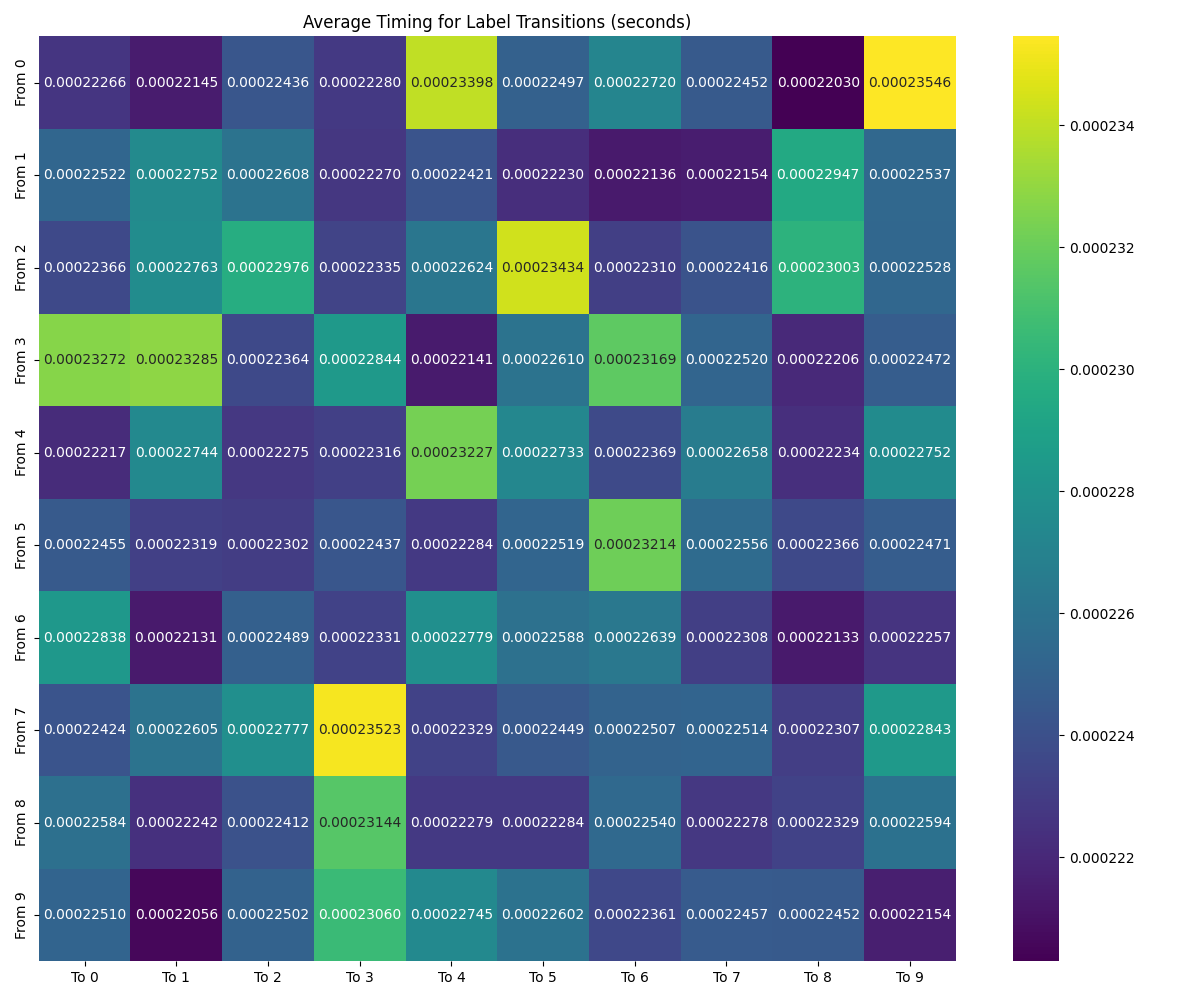 Average Timing for Label Transitions (seconds)
From 0 0.00022266 0.00022145 0.00022436 0.00022280 0.00023398 0.00022497 0.00022720 0.00022452 0.00022030 0.00023546
0.000234
From 1 0.00022522 0.00022752 0.00022608 0.00022270 0.00022421 0.00022230 0.00022136 0.00022154 0.00022947 0.00022537
0.000232
From 2 0.00022366 0.00022763 0.00022976 0.00022335 0.00022624 0.00023434 0.00022310 0.00022416 0.00023003 0.00022528
From 3 0.00023272 0.00023285 0.00022364 0.00022844 0.00022141 0.00022610 0.00023169 0.00022520 0.00022206 0.00022472
0.000230
From 4 0.00022217 0.00022744 0.00022275 0.00022316 0.00023227 0.00022733 0.00022369 0.00022658 0.00022234 0.00022752
0.000228
From 5 0.00022455 0.00022319 0.00022302 0.00022437 0.00022284 0.00022519 0.00023214 0.00022556 0.00022366 0.00022471
0.000226
From 6 0.00022838 0.00022131 0.00022489 0.00022331 0.00022779 0.00022588 0.00022639 0.00022308 0.00022133 0.00022257
From 7 0.00022424 0.00022605 0.00022777 0.00023523 0.00022329 0.00022449 0.00022507 0.00022514 0.00022307 0.00022843
0.000224
From 8 0.00022584 0.00022242 0.00022412 0.00023144 0.00022279 0.00022284 0.00022540 0.00022278 0.00022329 0.00022594
0.000222
From 9 0.00022510 0.00022056 0.00022502 0.00023060 0.00022745 0.00022602 0.00022361 0.00022457 0.00022452 0.00022154
To 0 To 1 To 2 To 3 To 4 To 5 To 6 To 7 To 8 To 9